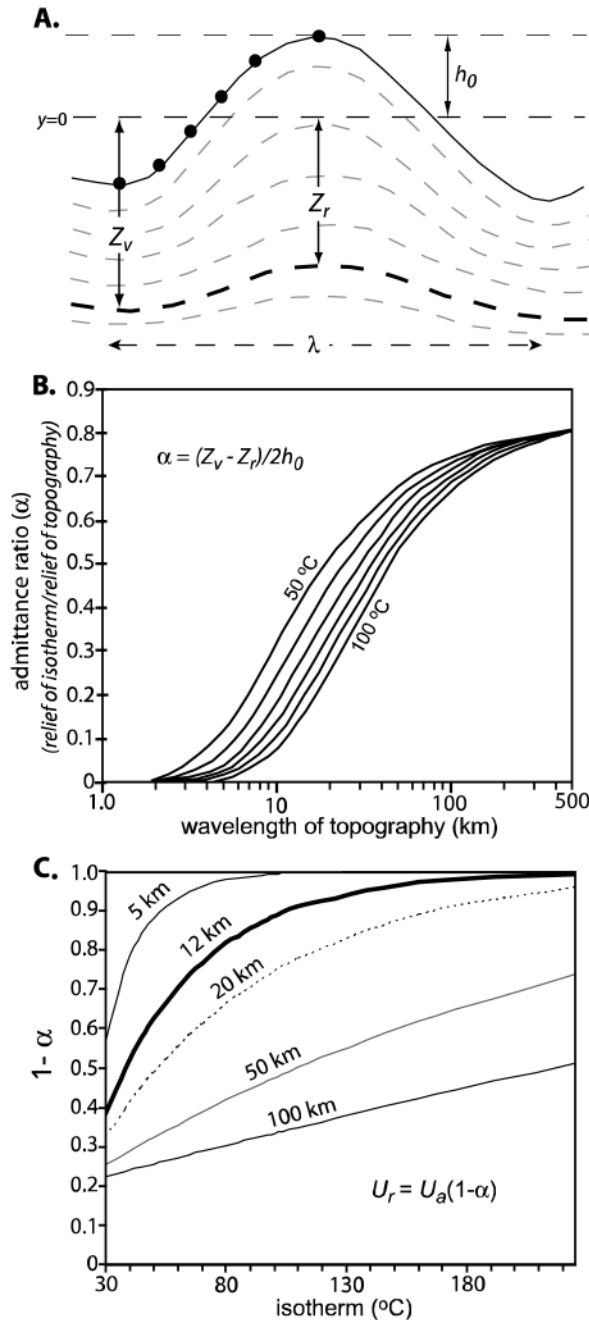 A.
h₀
y=0
Zᵥ
Zᵣ
λ
B.
0.9
0.8
0.7
0.6
0.5
0.4
0.3
0.2
0.1
0
admittance ratio (α)
(relief of isotherm/relief of topography)
α = (Zᵥ - Zᵣ)/2h₀
50 ºC
100 ºC
1.0
10
100
500
wavelength of topography (km)
C.
1.0
0.9
0.8
0.7
0.6
0.5
0.4
0.3
0.2
0.1
0
1- α
5 km
12 km
20 km
50 km
100 km
Uᵣ = Uₐ(1-α)
30
80
130
180
isotherm (ºC)